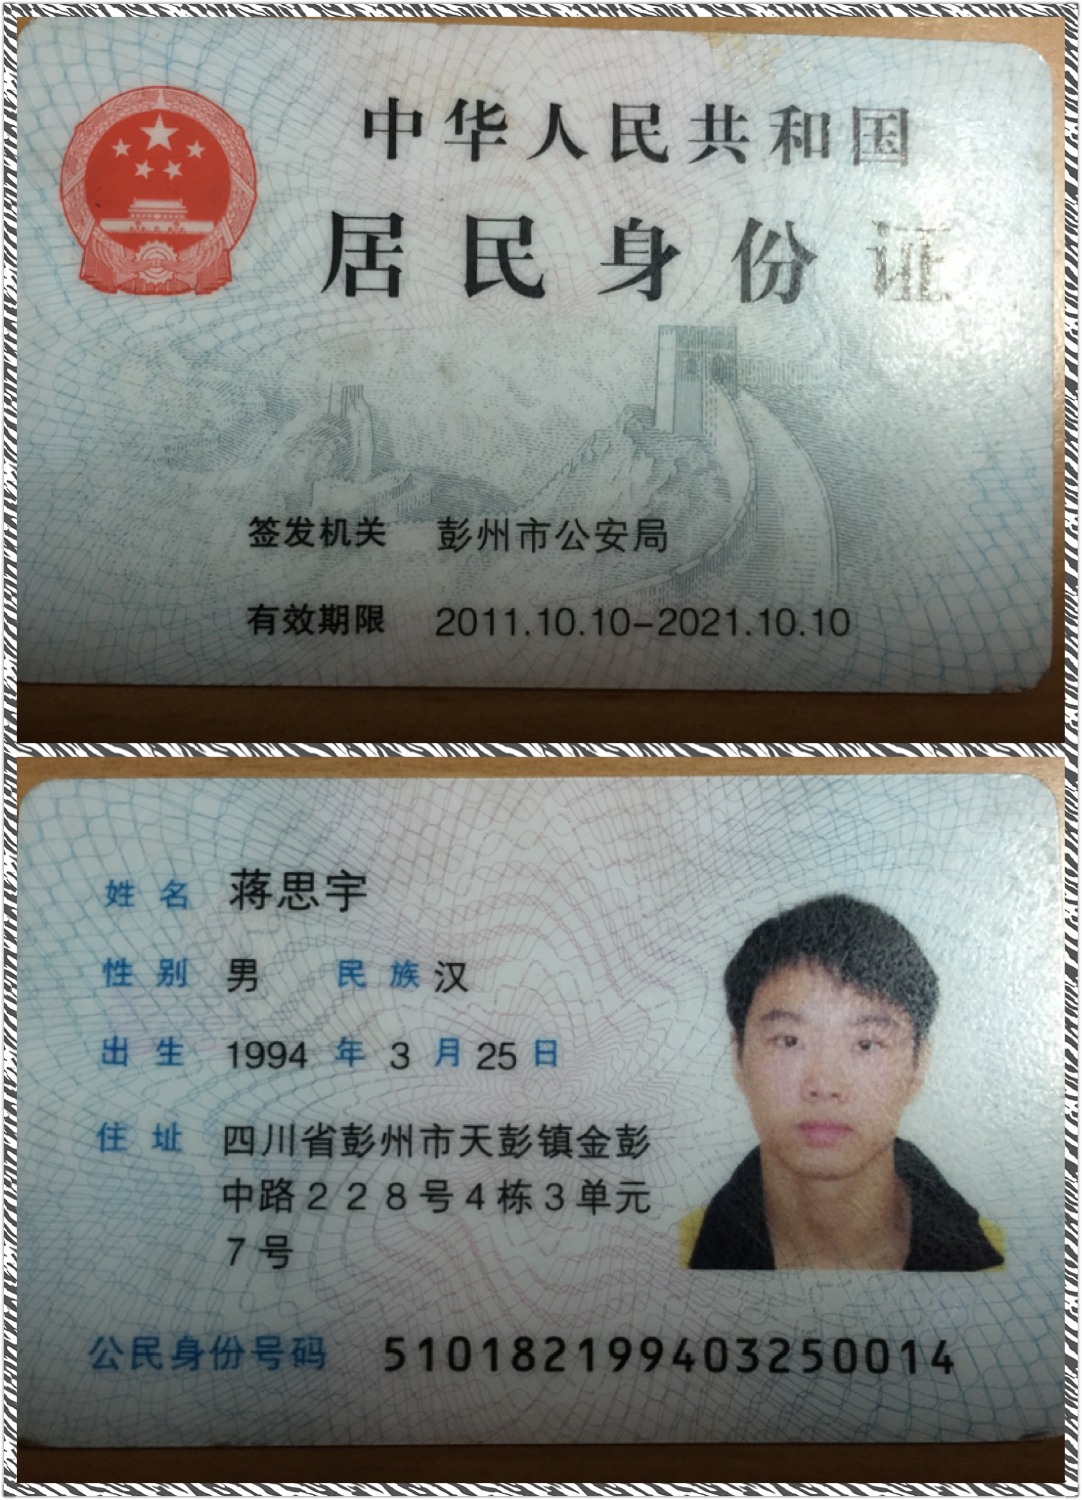 中华人民共和国
居民身份证
签发机关 彭州市公安局
有效期限 2011.10.10-2021.10.10
姓名 蒋思宇
性别 男 民族 汉
出生 1994 年 3 月 25 日
住址 四川省彭州市天彭镇金彭
中路228号4栋3单元
7号
公民身份号码 510182199403250014